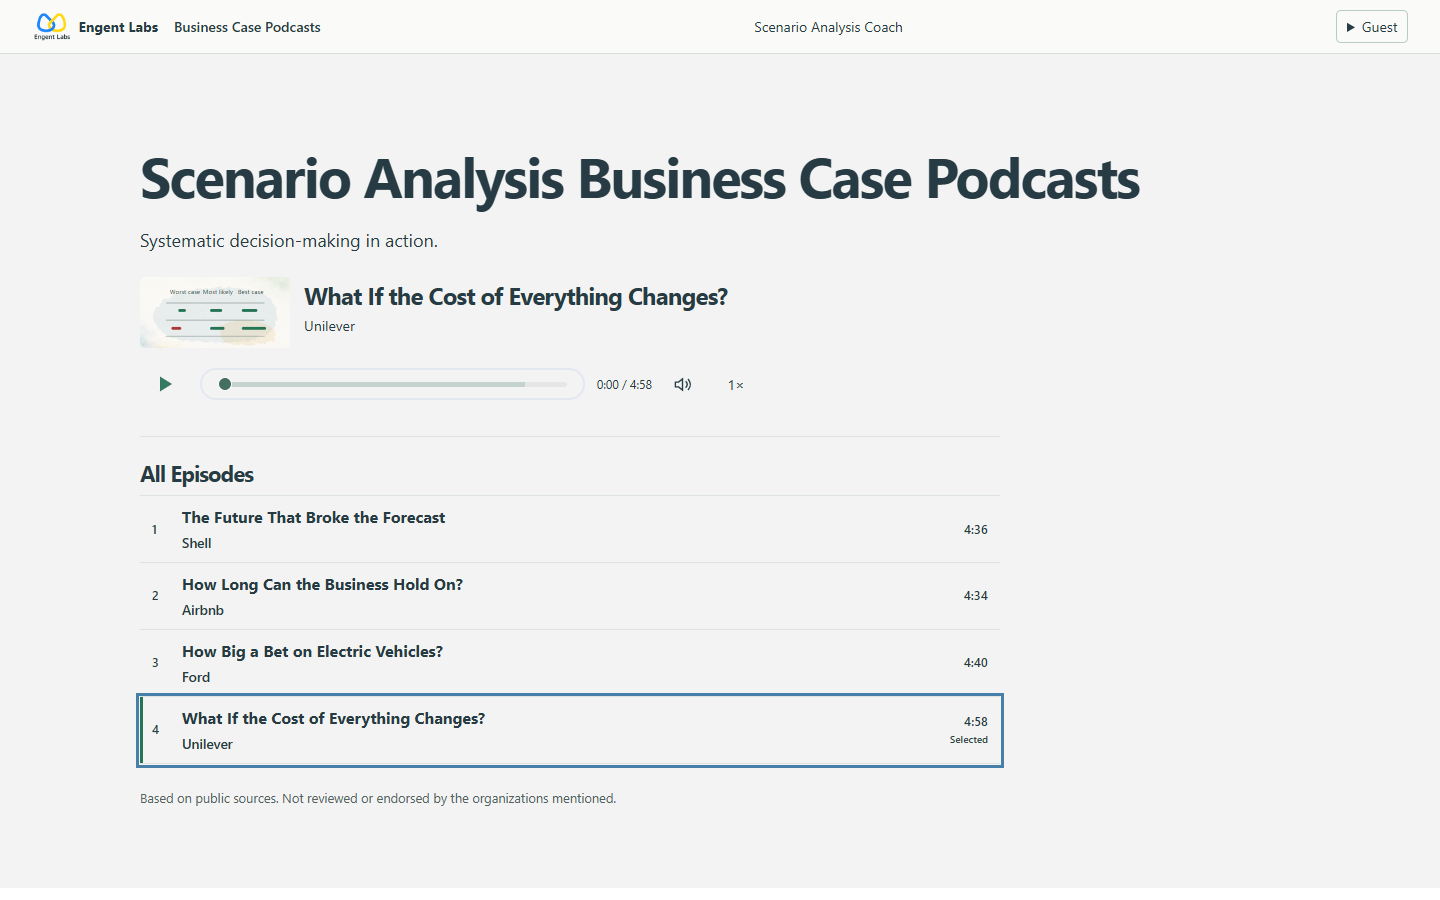 Engent Labs
Engent Labs
Business Case Podcasts
Scenario Analysis Coach
▶ Guest
Scenario Analysis Business Case Podcasts
Systematic decision-making in action.
Worst case Most likely Best case
What If the Cost of Everything Changes?
Unilever
0:00 / 4:58
1×
All Episodes
1
The Future That Broke the Forecast
Shell
4:36
2
How Long Can the Business Hold On?
Airbnb
4:34
3
How Big a Bet on Electric Vehicles?
Ford
4:40
4
What If the Cost of Everything Changes?
Unilever
4:58
Selected
Based on public sources. Not reviewed or endorsed by the organizations mentioned.